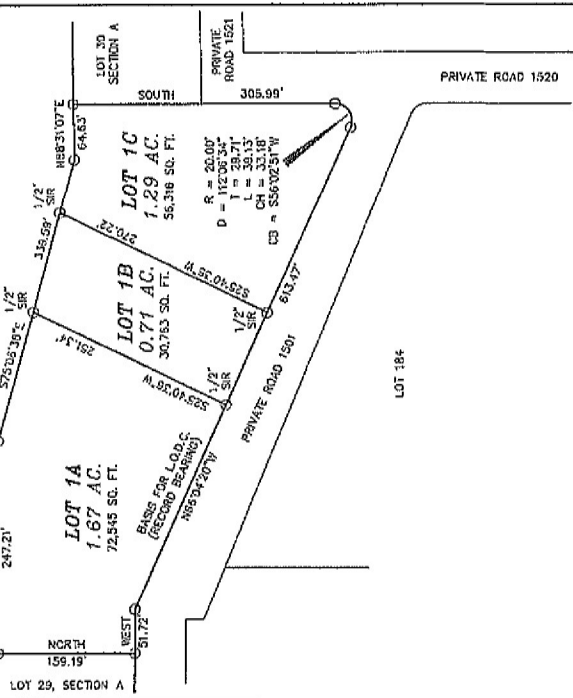 LOT 30
SECTION A
PRIVATE
ROAD 1521
PRIVATE ROAD 1520
SOUTH 305.99'
N88°31'07"E
64.63'
LOT 1C
1.29 AC.
56,316 SQ. FT.
R = 20.00'
D = 112°06'34"
T = 29.71'
L = 39.13'
CH = 33.18'
CB = S56°02'51"W
1/2"
SIR
339.59'
1/2"
SIR
S75°06'38"E
270.22'
S25°40'36"W
LOT 1B
0.71 AC.
30,763 SQ. FT.
251.34'
S25°40'36"W
1/2"
SIR
613.47'
1/2"
SIR
PRIVATE ROAD 1501
LOT 184
247.21'
LOT 1A
1.67 AC.
72,545 SQ. FT.
BASIS FOR L.O.D.C.
(RECORD BEARING)
N65°04'20"W
WEST
51.72'
NORTH
159.19'
LOT 29, SECTION A